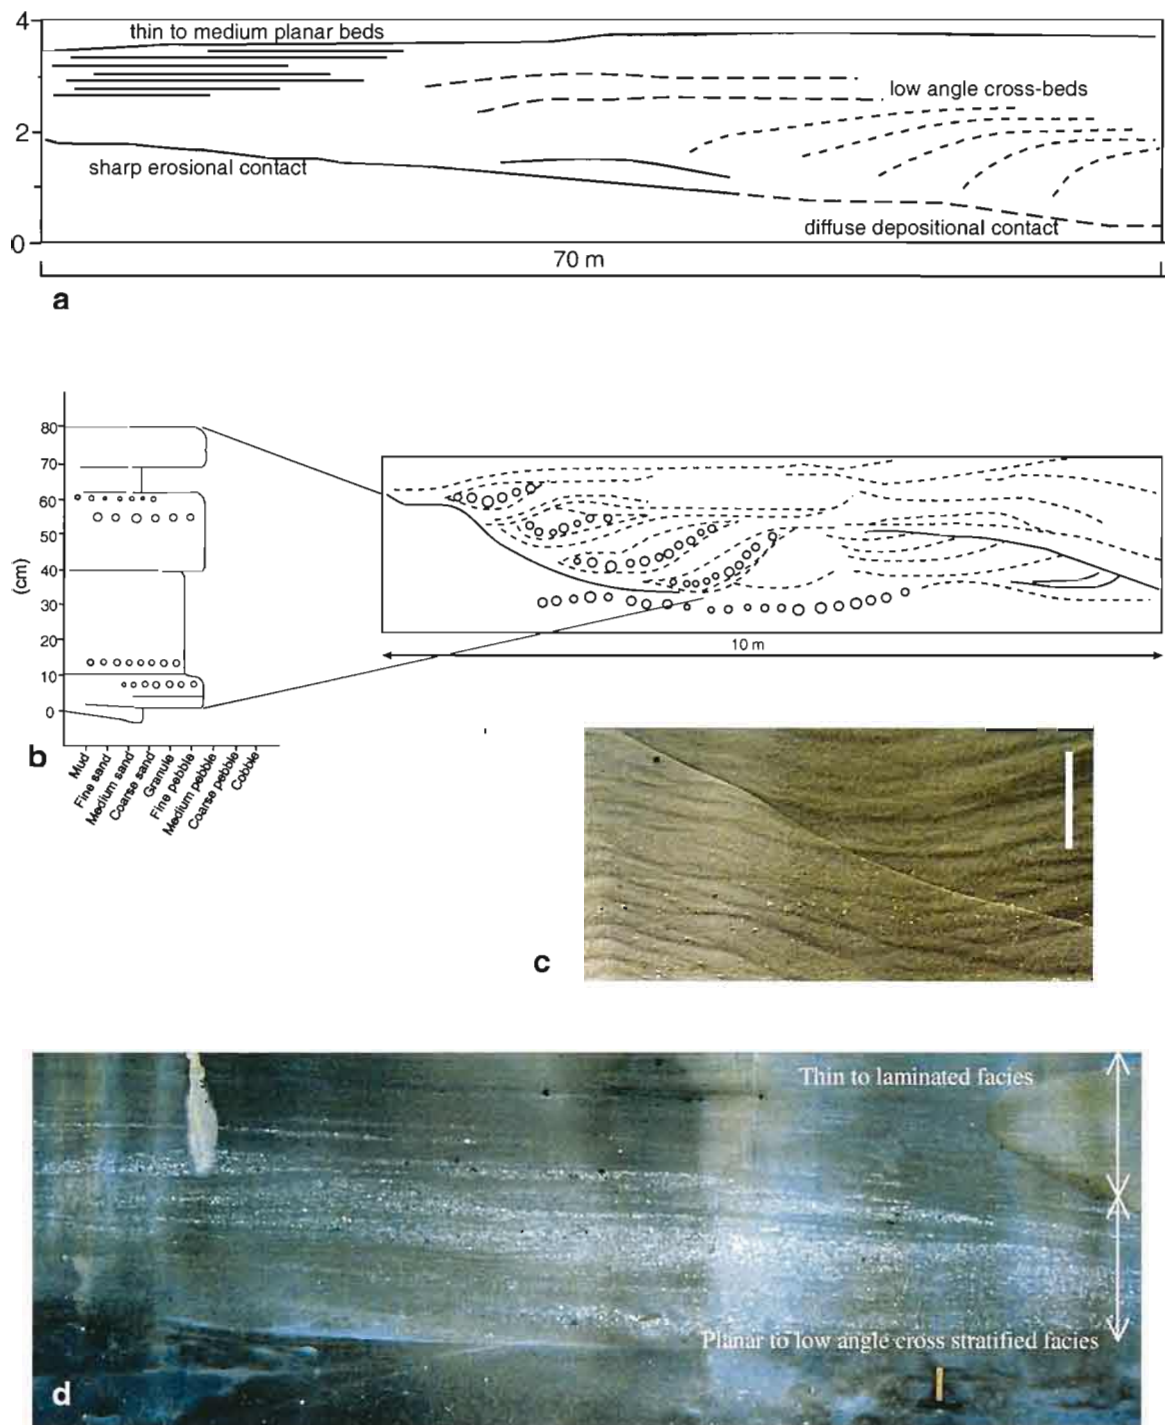 4
thin to medium planar beds
low angle cross-beds
2
sharp erosional contact
diffuse depositional contact
0
70 m
a
80
70
60
50
40
30
20
10
0
(cm)
10 m
b
Mud
Fine sand
Medium sand
Coarse sand
Granule
Fine pebble
Medium pebble
Coarse pebble
Cobble
c
Thin to laminated facies
Planar to low angle cross stratified facies
d